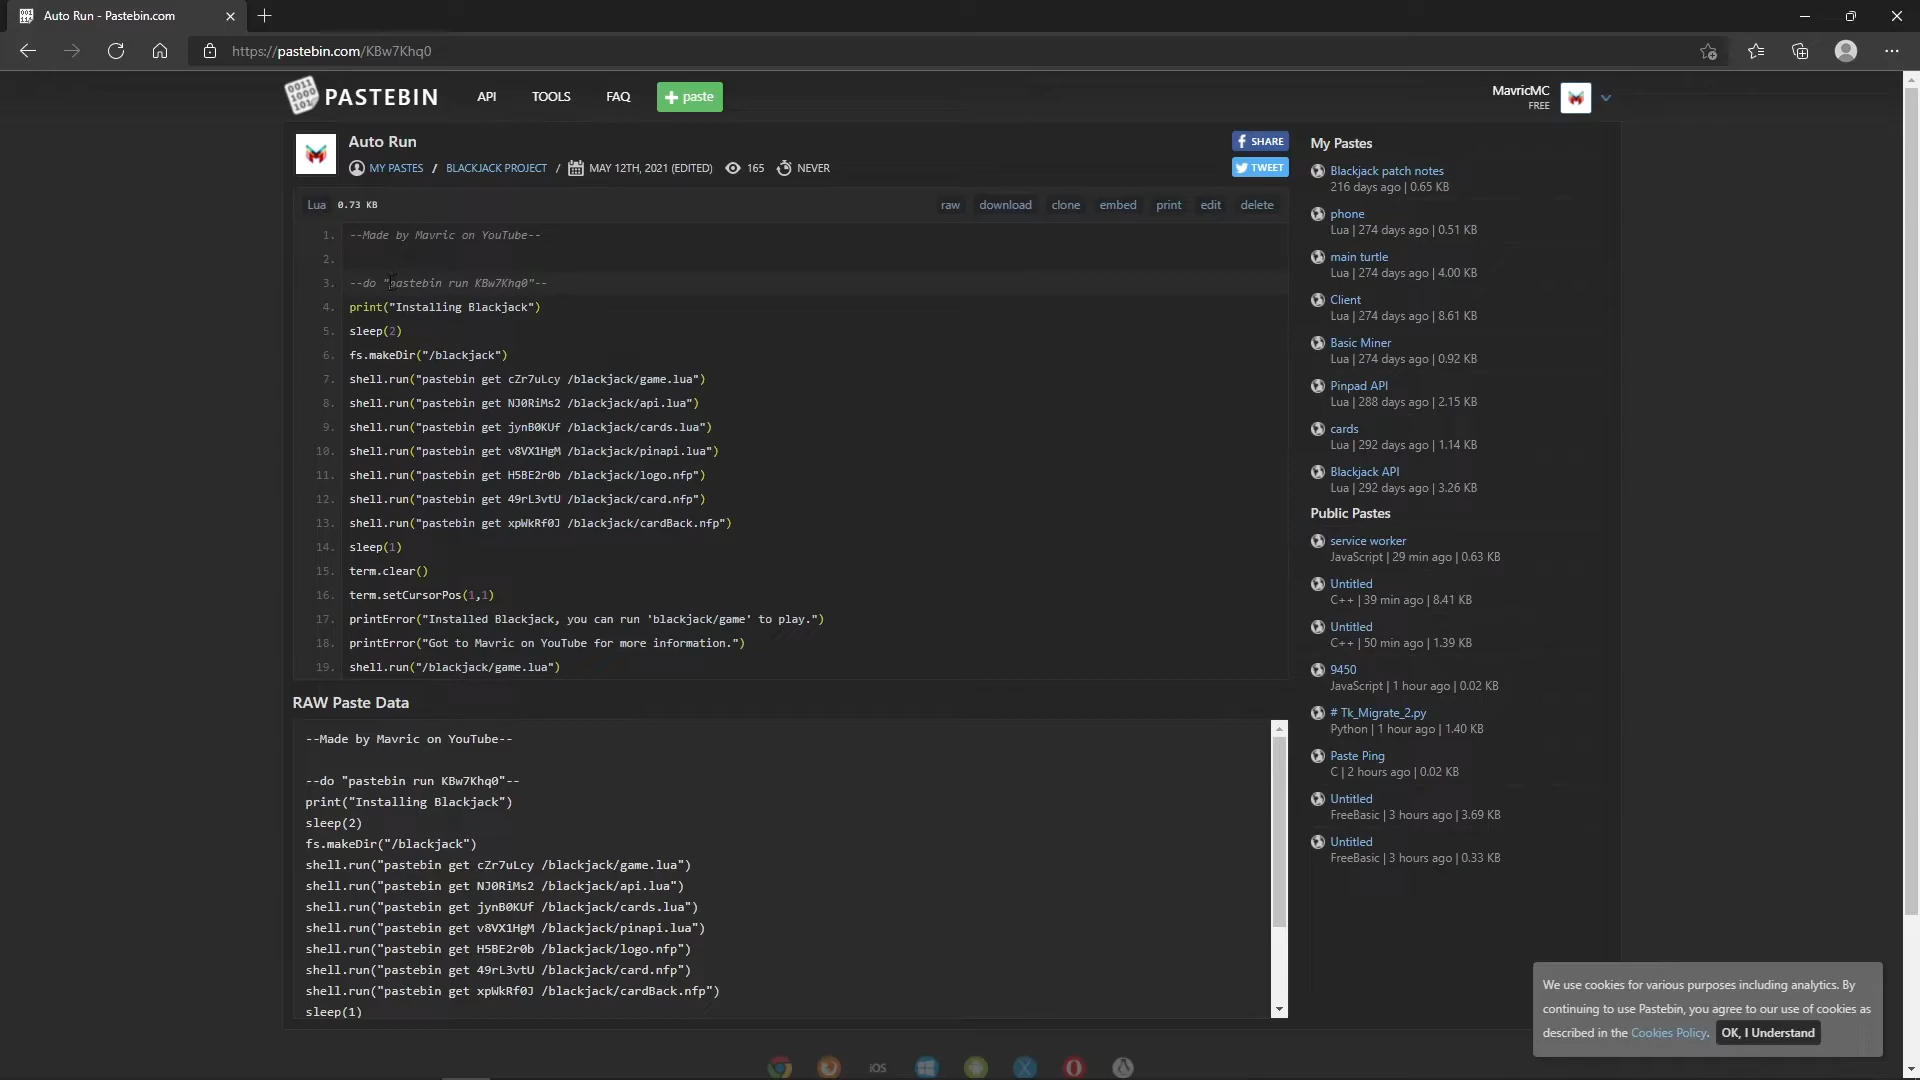 Auto Run - Pastebin.com
https://pastebin.com/KBw7Khq0
PASTEBIN
API
TOOLS
FAQ
+ paste
MavricMC
FREE
Auto Run
MY PASTES / BLACKJACK PROJECT / MAY 12TH, 2021 (EDITED) 165 NEVER
SHARE
TWEET
Lua 0.73 KB
raw download clone embed print edit delete
1. --Made by Mavric on YouTube--
2.
3. --do "pastebin run KBw7Khq0"--
4. print("Installing Blackjack")
5. sleep(2)
6. fs.makeDir("/blackjack")
7. shell.run("pastebin get cZr7uLcy /blackjack/game.lua")
8. shell.run("pastebin get NJ0RiMs2 /blackjack/api.lua")
9. shell.run("pastebin get jynB0KUf /blackjack/cards.lua")
10. shell.run("pastebin get v8VX1HgM /blackjack/pinapi.lua")
11. shell.run("pastebin get H5BE2r0b /blackjack/logo.nfp")
12. shell.run("pastebin get 49rL3vtU /blackjack/card.nfp")
13. shell.run("pastebin get xpWkRf0J /blackjack/cardBack.nfp")
14. sleep(1)
15. term.clear()
16. term.setCursorPos(1,1)
17. printError("Installed Blackjack, you can run 'blackjack/game' to play.")
18. printError("Got to Mavric on YouTube for more information.")
19. shell.run("/blackjack/game.lua")
RAW Paste Data
--Made by Mavric on YouTube--
--do "pastebin run KBw7Khq0"--
print("Installing Blackjack")
sleep(2)
fs.makeDir("/blackjack")
shell.run("pastebin get cZr7uLcy /blackjack/game.lua")
shell.run("pastebin get NJ0RiMs2 /blackjack/api.lua")
shell.run("pastebin get jynB0KUf /blackjack/cards.lua")
shell.run("pastebin get v8VX1HgM /blackjack/pinapi.lua")
shell.run("pastebin get H5BE2r0b /blackjack/logo.nfp")
shell.run("pastebin get 49rL3vtU /blackjack/card.nfp")
shell.run("pastebin get xpWkRf0J /blackjack/cardBack.nfp")
sleep(1)
My Pastes
Blackjack patch notes
216 days ago | 0.65 KB
phone
Lua | 274 days ago | 0.51 KB
main turtle
Lua | 274 days ago | 4.00 KB
Client
Lua | 274 days ago | 8.61 KB
Basic Miner
Lua | 274 days ago | 0.92 KB
Pinpad API
Lua | 288 days ago | 2.15 KB
cards
Lua | 292 days ago | 1.14 KB
Blackjack API
Lua | 292 days ago | 3.26 KB
Public Pastes
service worker
JavaScript | 29 min ago | 0.63 KB
Untitled
C++ | 39 min ago | 8.41 KB
Untitled
C++ | 50 min ago | 1.39 KB
9450
JavaScript | 1 hour ago | 0.02 KB
# Tk_Migrate_2.py
Python | 1 hour ago | 1.40 KB
Paste Ping
C | 2 hours ago | 0.02 KB
Untitled
FreeBasic | 3 hours ago | 3.69 KB
Untitled
FreeBasic | 3 hours ago | 0.33 KB
We use cookies for various purposes including analytics. By
continuing to use Pastebin, you agree to our use of cookies as
described in the Cookies Policy. OK, I Understand
iOS